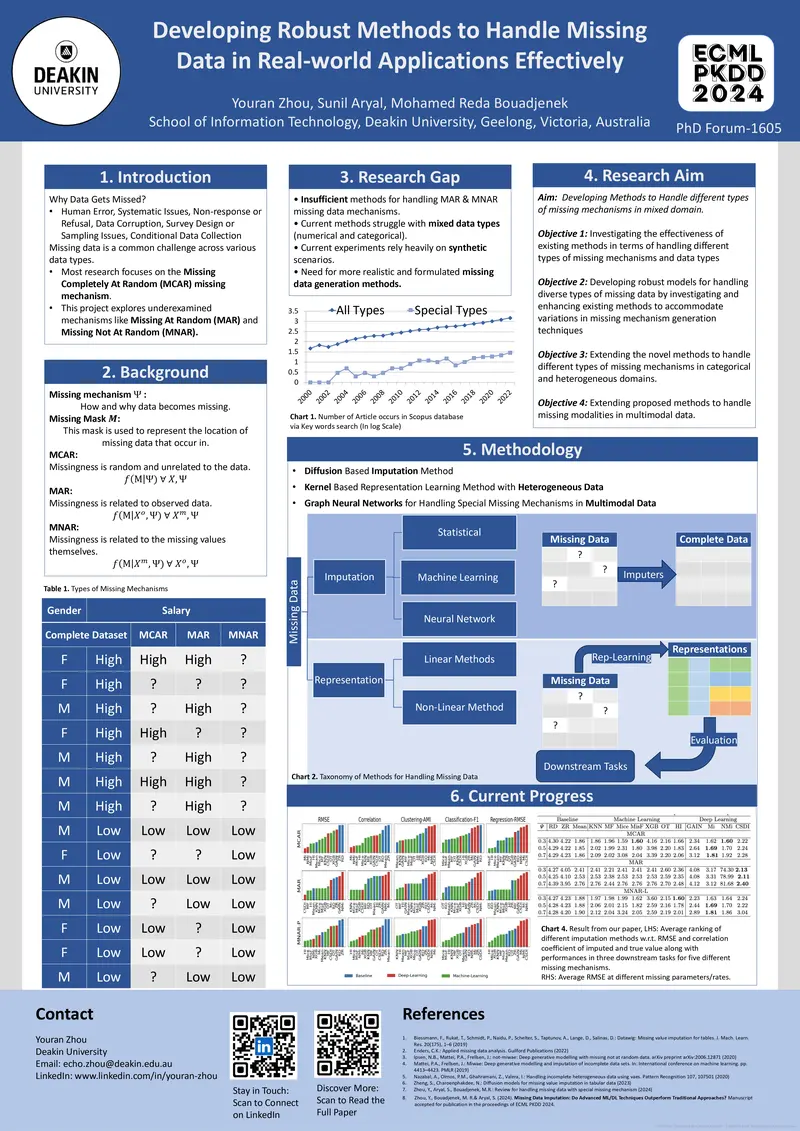 Developing Robust Methods to Handle Missing
Data in Real-world Applications Effectively
DEAKIN
UNIVERSITY
Youran Zhou, Sunil Aryal, Mohamed Reda Bouadjenek
School of Information Technology, Deakin University, Geelong, Victoria, Australia
ECML
PKDD
2024
PhD Forum-1605
1. Introduction
Why Data Gets Missed?
• Human Error, Systematic Issues, Non-response or
Refusal, Data Corruption, Survey Design or
Sampling Issues, Conditional Data Collection
Missing data is a common challenge across various
data types.
• Most research focuses on the Missing
Completely At Random (MCAR) missing
mechanism.
• This project explores underexamined
mechanisms like Missing At Random (MAR) and
Missing Not At Random (MNAR).
2. Background
Missing mechanism Ψ :
How and why data becomes missing.
Missing Mask M:
This mask is used to represent the location of
missing data that occur in.
MCAR:
Missingness is random and unrelated to the data.
f(M|Ψ) ∀ X, Ψ
MAR:
Missingness is related to observed data.
f(M|Xᵒ, Ψ) ∀ Xᵐ, Ψ
MNAR:
Missingness is related to the missing values
themselves.
f(M|Xᵐ, Ψ) ∀ Xᵒ, Ψ
Table 1. Types of Missing Mechanisms
Gender Salary
Complete Dataset MCAR MAR MNAR
F High High High ?
F High ? ? ?
M High ? High ?
F High High ? ?
M High ? High ?
M High High High ?
M High ? High ?
M Low Low Low Low
F Low ? ? Low
M Low Low Low Low
M Low ? Low Low
F Low Low ? Low
F Low Low ? Low
M Low ? Low Low
3. Research Gap
• Insufficient methods for handling MAR & MNAR
missing data mechanisms.
• Current methods struggle with mixed data types
(numerical and categorical).
• Current experiments rely heavily on synthetic
scenarios.
• Need for more realistic and formulated missing
data generation methods.
All Types Special Types
3.5
3
2.5
2
1.5
1
0.5
0
2000 2002 2004 2006 2008 2010 2012 2014 2016 2018 2020 2022
Chart 1. Number of Article occurs in Scopus database
via Key words search (In log Scale)
4. Research Aim
Aim: Developing Methods to Handle different types
of missing mechanisms in mixed domain.
Objective 1: Investigating the effectiveness of
existing methods in terms of handling different
types of missing mechanisms and data types
Objective 2: Developing robust models for handling
diverse types of missing data by investigating and
enhancing existing methods to accommodate
variations in missing mechanism generation
techniques
Objective 3: Extending the novel methods to handle
different types of missing mechanisms in categorical
and heterogeneous domains.
Objective 4: Extending proposed methods to handle
missing modalities in multimodal data.
5. Methodology
• Diffusion Based Imputation Method
• Kernel Based Representation Learning Method with Heterogeneous Data
• Graph Neural Networks for Handling Special Missing Mechanisms in Multimodal Data
Missing Data
Imputation
Statistical
Machine Learning
Neural Network
Representation
Linear Methods
Non-Linear Method
Missing Data
?
?
?
Imputers
Complete Data
Missing Data
?
?
?
Rep-Learning
Representations
Evaluation
Downstream Tasks
Chart 2. Taxonomy of Methods for Handling Missing Data
6. Current Progress
RMSE Correlation Clustering-AMI Classification-F1 Regression-RMSE
MCAR
MAR
MNAR-P
Baseline Deep-Learning Machine-Learning
Baseline Machine Learning Deep Learning
Ψ RD ZR Mean KNN MF Mice MisF XGB OT HI GAIN Mi NMi CSDI
MCAR
MAR
MNAR-L
Chart 4. Result from our paper, LHS: Average ranking of
different imputation methods w.r.t. RMSE and correlation
coefficient of imputed and true value along with
performances in three downstream tasks for five different
missing mechanisms.
RHS: Average RMSE at different missing parameters/rates.
Contact
Youran Zhou
Deakin University
Email: echo.zhou@deakin.edu.au
LinkedIn: www.linkedin.com/in/youran-zhou
in
Stay in Touch:
Scan to Connect
on LinkedIn
Discover More:
Scan to Read the
Full Paper
References
1. Biessmann, F., Rukat, T., Schmidt, P., Naidu, P., Schelter, S., Taptunov, A., Lange, D., Salinas, D.: Datawig: Missing value imputation for tables. J. Mach. Learn.
Res. 20(175), 1–6 (2019)
2. Enders, C.K.: Applied missing data analysis. Guilford Publications (2022)
3. Ipsen, N.B., Mattei, P.A., Frellsen, J.: not-miwae: Deep generative modelling with missing not at random data. arXiv preprint arXiv:2006.12871 (2020)
4. Mattei, P.A., Frellsen, J.: Miwae: Deep generative modelling and imputation of incomplete data sets. In: International conference on machine learning. pp.
4413–4423. PMLR (2019)
5. Nazabal, A., Olmos, P.M., Ghahramani, Z., Valera, I.: Handling incomplete heterogeneous data using vaes. Pattern Recognition 107, 107501 (2020)
6. Zheng, S., Charoenphakdee, N.: Diffusion models for missing value imputation in tabular data (2023)
7. Zhou, Y., Aryal, S., Bouadjenek, M.R.: Review for handling missing data with special missing mechanism (2024)
8. Zhou, Y., Bouadjenek, M. R.& Aryal, S. (2024). Missing Data Imputation: Do Advanced ML/DL Techniques Outperform Traditional Approaches? Manuscript
accepted for publication in the proceedings of ECML PKDD 2024.